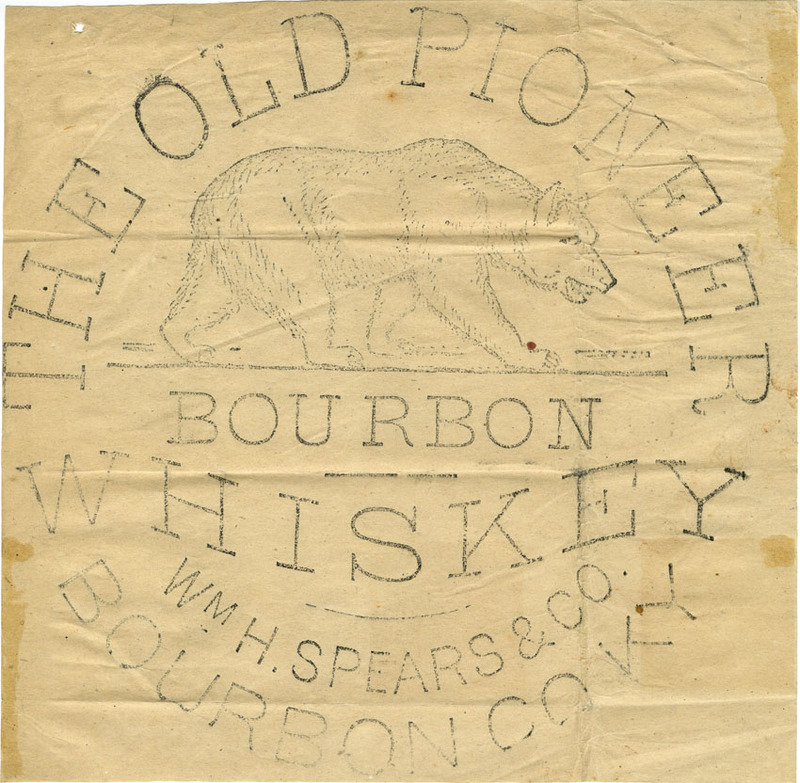 THE OLD PIONEER
BOURBON
WHISKEY
WM H. SPEARS & CO.
BOURBON CO KY